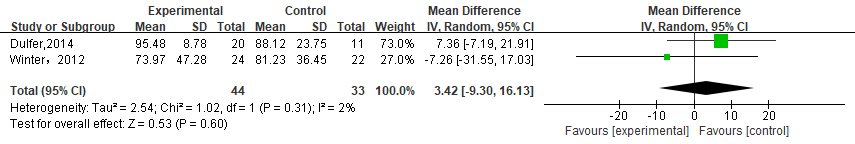 Experimental Control Mean Difference Mean Difference
Study or Subgroup Mean SD Total Mean SD Total Weight IV, Random, 95% CI IV, Random, 95% CI
Dulfer,2014 95.48 8.78 20 88.12 23.75 11 73.0% 7.36 [-7.19, 21.91]
Winter，2012 73.97 47.28 24 81.23 36.45 22 27.0% -7.26 [-31.55, 17.03]
Total (95% CI) 44 33 100.0% 3.42 [-9.30, 16.13]
Heterogeneity: Tau² = 2.54; Chi² = 1.02, df = 1 (P = 0.31); I² = 2%
Test for overall effect: Z = 0.53 (P = 0.60)
-20 -10 0 10 20
Favours [experimental] Favours [control]